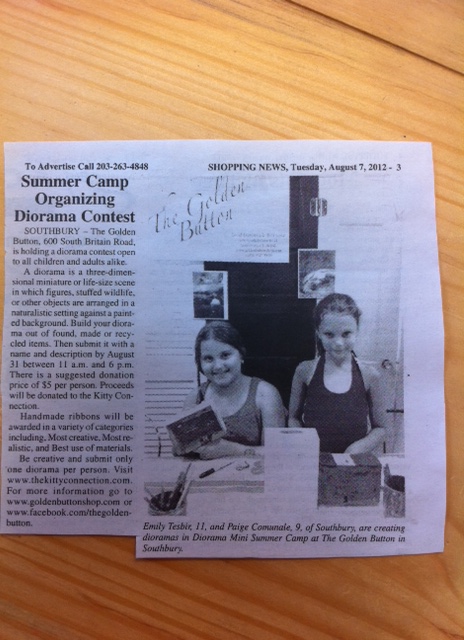 To Advertise Call 203-263-4848
SHOPPING NEWS, Tuesday, August 7, 2012 - 3
Summer Camp
Organizing
Diorama Contest
SOUTHBURY – The Golden
Button, 600 South Britain Road,
is holding a diorama contest open
to all children and adults alike.
A diorama is a three-dimen-
sional miniature or life-size scene
in which figures, stuffed wildlife,
or other objects are arranged in a
naturalistic setting against a paint-
ed background. Build your diora-
ma out of found, made or recy-
cled items. Then submit it with a
name and description by August
31 between 11 a.m. and 6 p.m.
There is a suggested donation
price of $5 per person. Proceeds
will be donated to the Kitty Con-
nection.
Handmade ribbons will be
awarded in a variety of categories
including, Most creative, Most re-
alistic, and Best use of materials.
Be creative and submit only
one diorama per person. Visit
www.thekittyconnection.com.
For more information go to
www.goldenbuttonshop.com or
www.facebook.com/thegolden-
button.
The Golden
Button
Emily Tesbir, 11, and Paige Comunale, 9, of Southbury, are creating
dioramas in Diorama Mini Summer Camp at The Golden Button in
Southbury.